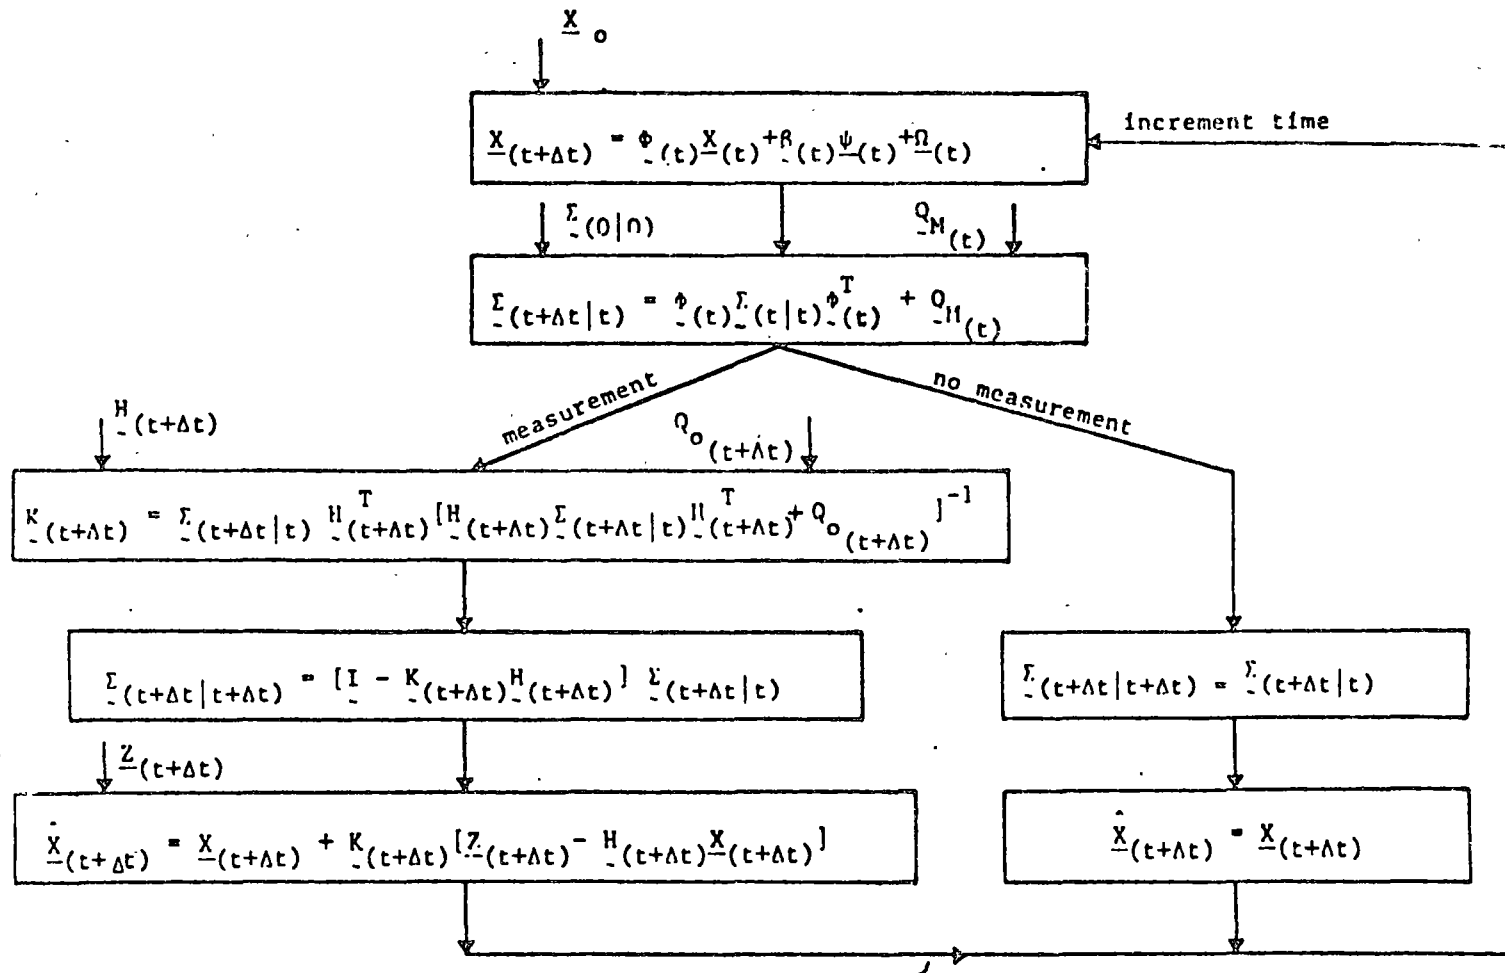 X̲ o
X̲(t+Δt) = Φ̲(t)X̲(t)+β̲(t)ψ̲(t)+Ω̲(t)
increment time
Σ̲(0|0)
Q̲M(t)
Σ̲(t+Δt|t) = Φ̲(t)Σ̲(t|t)Φ̲ᵀ(t) + Q̲M(t)
measurement
no measurement
H̲(t+Δt)
Qo(t+Δt)
K̲(t+Δt) = Σ̲(t+Δt|t) H̲ᵀ(t+Δt)[H̲(t+Δt)Σ̲(t+Δt|t)H̲ᵀ(t+Δt)+Qo(t+Δt)]⁻¹
Σ̲(t+Δt|t+Δt) = [I̲ - K̲(t+Δt)H̲(t+Δt)] Σ̲(t+Δt|t)
Σ̲(t+Δt|t+Δt) = Σ̲(t+Δt|t)
Z̲(t+Δt)
X̲̂(t+Δt) = X̲(t+Δt) + K̲(t+Δt)[Z̲(t+Δt)- H̲(t+Δt)X̲(t+Δt)]
X̲̂(t+Δt) = X̲(t+Δt)